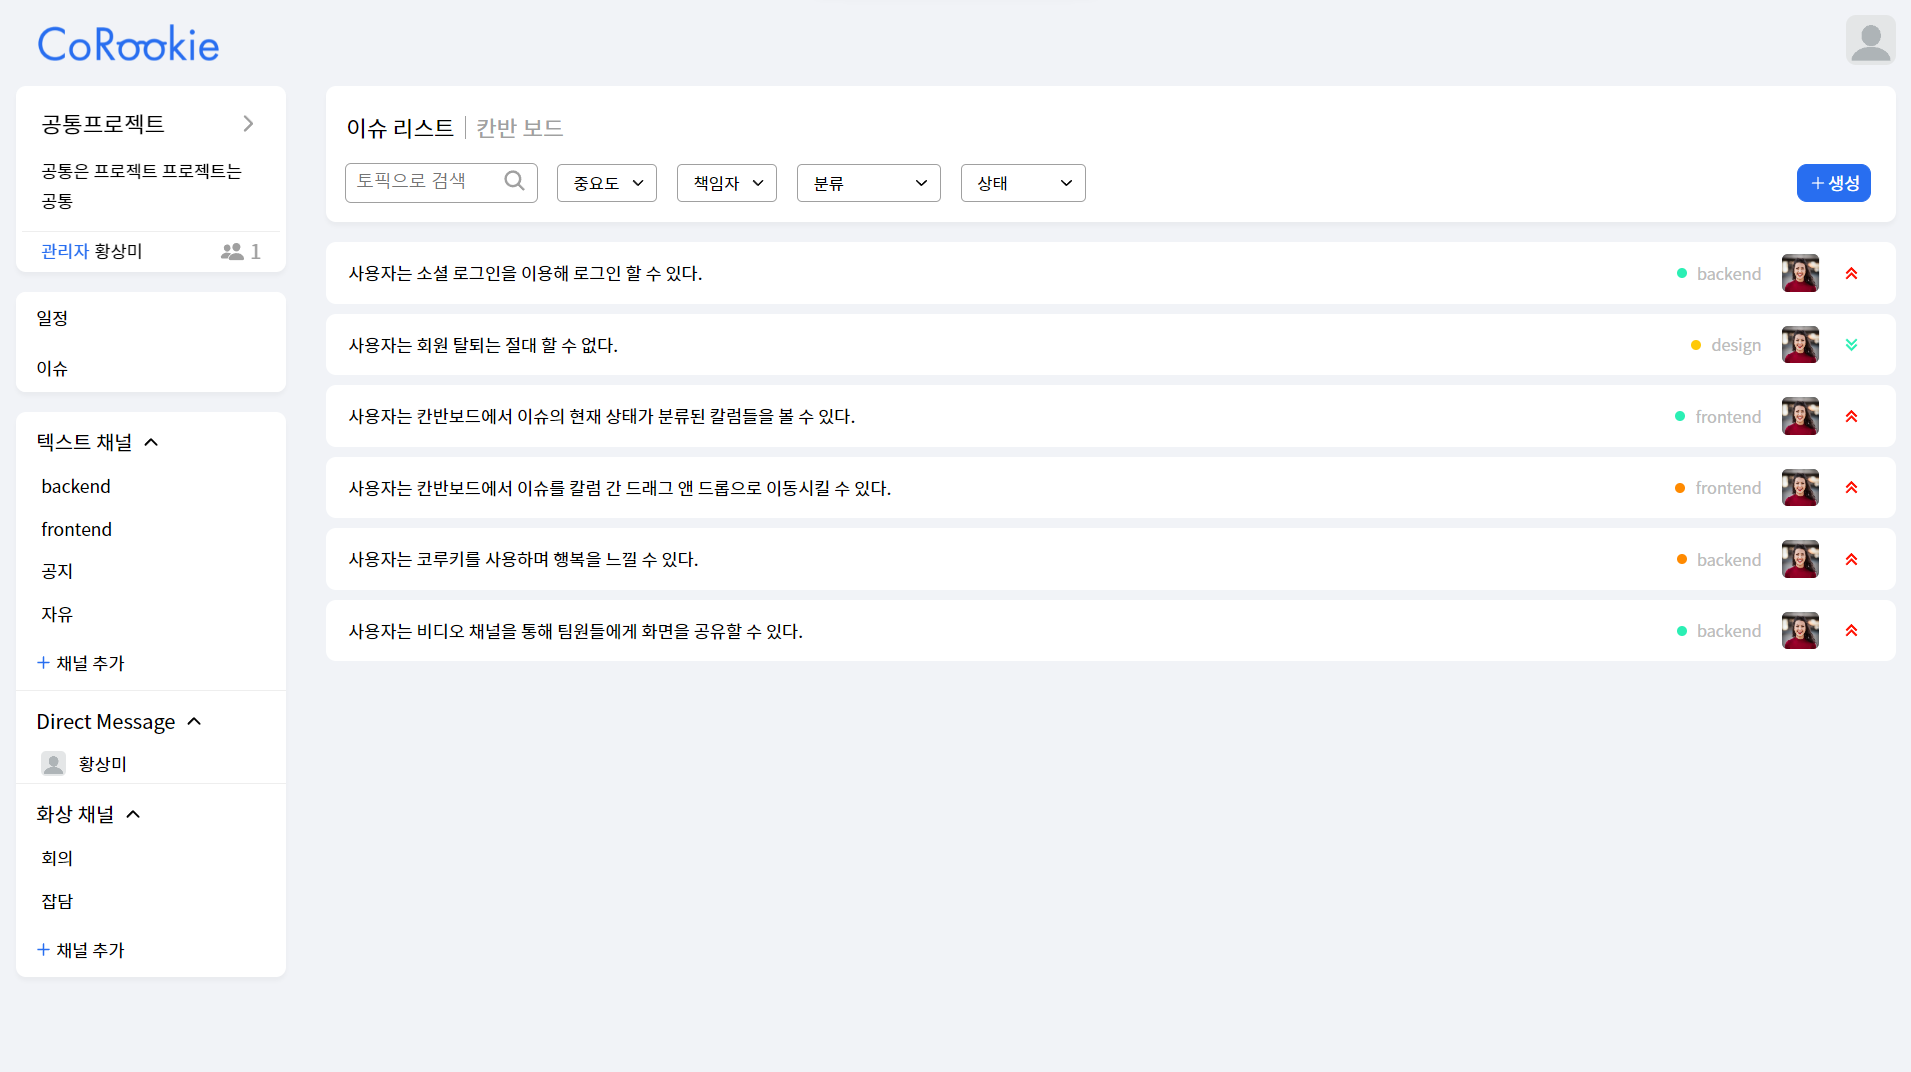 CoRookie
공통프로젝트
공통은 프로젝트 프로젝트는
공통
관리자 황상미 1
일정
이슈
텍스트 채널
backend
frontend
공지
자유
+ 채널 추가
Direct Message
황상미
화상 채널
회의
잡담
+ 채널 추가
이슈 리스트 | 칸반 보드
토픽으로 검색 중요도 책임자 분류 상태 + 생성
사용자는 소셜 로그인을 이용해 로그인 할 수 있다. backend
사용자는 회원 탈퇴는 절대 할 수 없다. design
사용자는 칸반보드에서 이슈의 현재 상태가 분류된 칼럼들을 볼 수 있다. frontend
사용자는 칸반보드에서 이슈를 칼럼 간 드래그 앤 드롭으로 이동시킬 수 있다. frontend
사용자는 코루키를 사용하며 행복을 느낄 수 있다. backend
사용자는 비디오 채널을 통해 팀원들에게 화면을 공유할 수 있다. backend